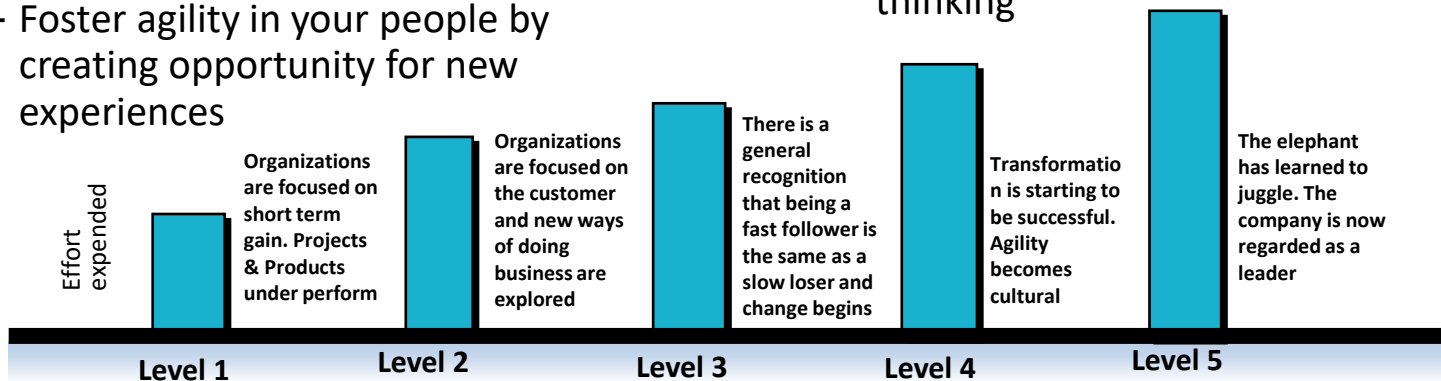 - Foster agility in your people by
creating opportunity for new
experiences
thinking
Effort
expended
Organizations
are focused on
short term
gain. Projects
& Products
under perform
Organizations
are focused on
the customer
and new ways
of doing
business are
explored
There is a
general
recognition
that being a
fast follower is
the same as a
slow loser and
change begins
Transformatio
n is starting to
be successful.
Agility
becomes
cultural
The elephant
has learned to
juggle. The
company is now
regarded as a
leader
Level 1
Level 2
Level 3
Level 4
Level 5